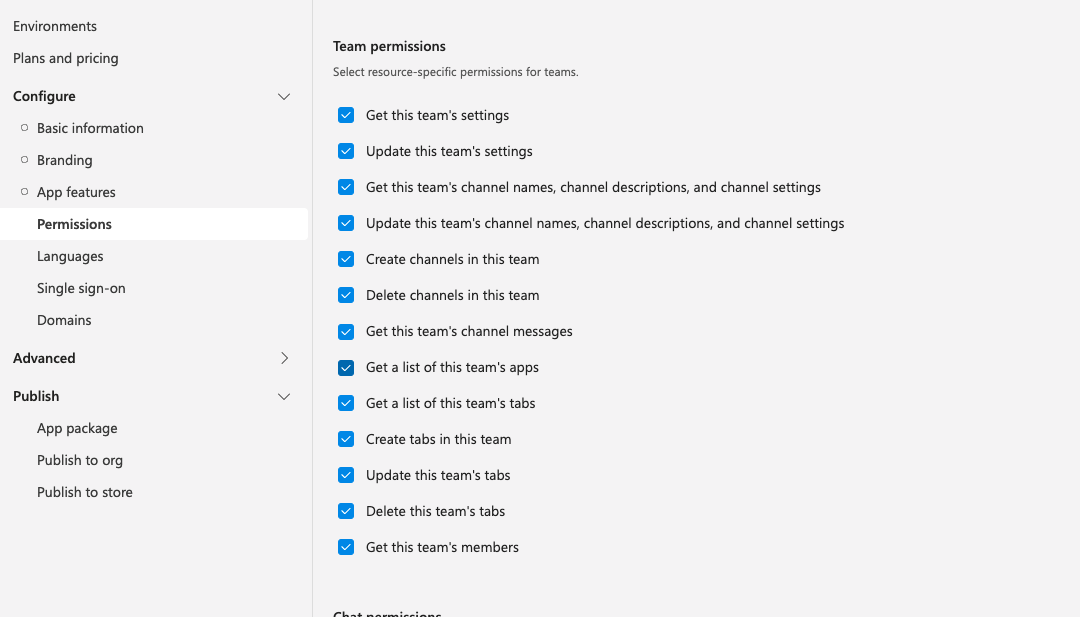 Environments
Plans and pricing
Configure
Basic information
Branding
App features
Permissions
Languages
Single sign-on
Domains
Advanced
Publish
App package
Publish to org
Publish to store
Team permissions
Select resource-specific permissions for teams.
Get this team's settings
Update this team's settings
Get this team's channel names, channel descriptions, and channel settings
Update this team's channel names, channel descriptions, and channel settings
Create channels in this team
Delete channels in this team
Get this team's channel messages
Get a list of this team's apps
Get a list of this team's tabs
Create tabs in this team
Update this team's tabs
Delete this team's tabs
Get this team's members
Chat permissions